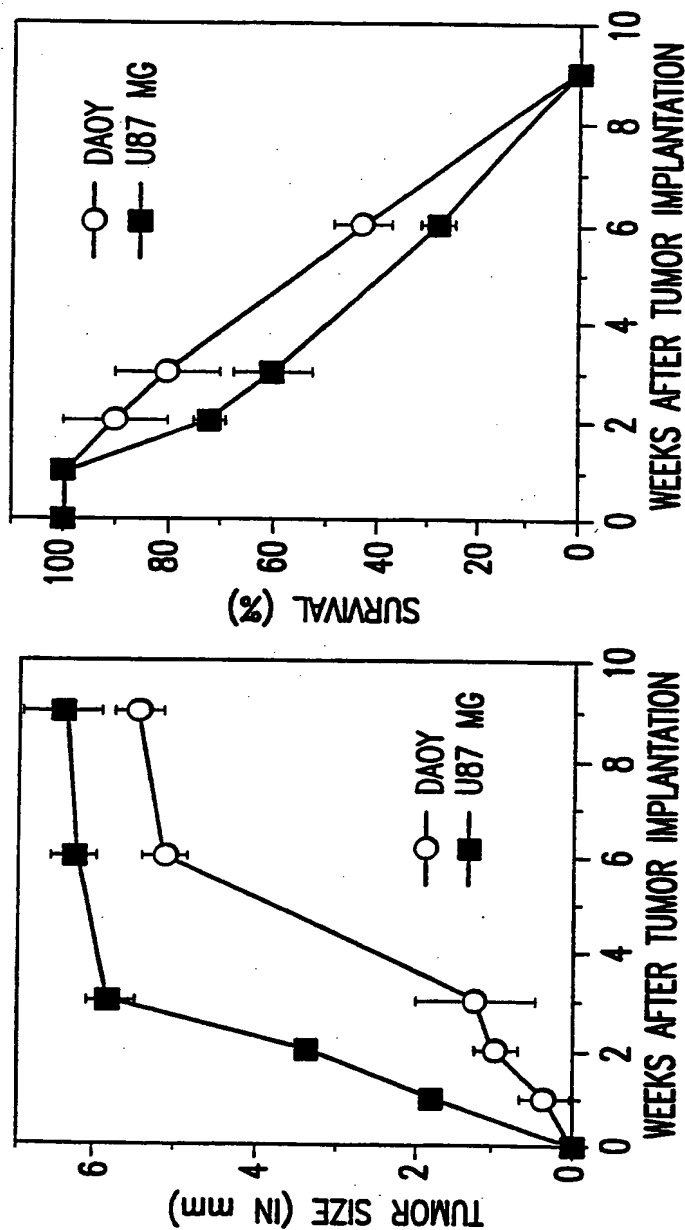 TUMOR SIZE (IN mm)
6
4
2
0
0 2 4 6 8 10
WEEKS AFTER TUMOR IMPLANTATION
DAOY
U87 MG
SURVIVAL (%)
100
80
60
40
20
0
0 2 4 6 8 10
WEEKS AFTER TUMOR IMPLANTATION
DAOY
U87 MG